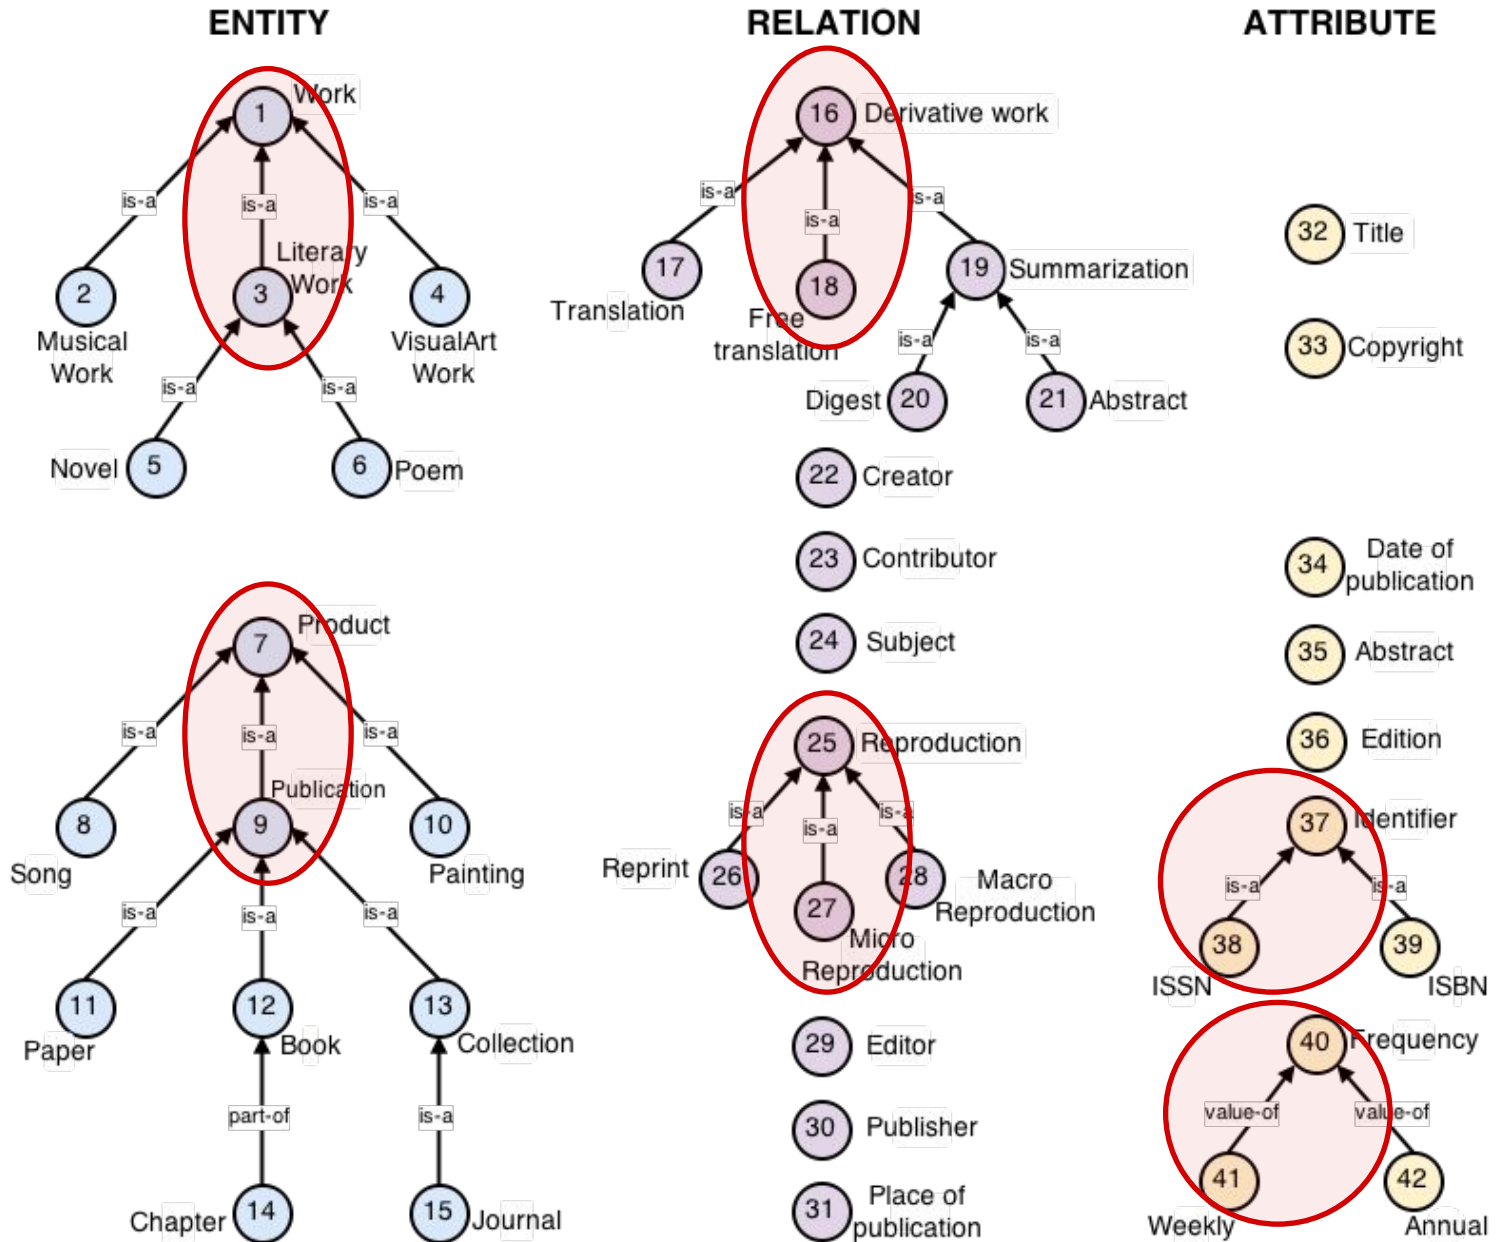 ENTITY
1
Work
is-a
is-a
is-a
2
Musical
Work
3
Literary
Work
4
VisualArt
Work
is-a
is-a
Novel
5
6
Poem
7
Product
is-a
is-a
is-a
8
Song
Publication
9
10
Painting
is-a
is-a
is-a
11
Paper
12
Book
13
Collection
part-of
is-a
Chapter
14
15
Journal
RELATION
16
Derivative work
is-a
is-a
is-a
17
Translation
18
Free
translation
19
Summarization
is-a
is-a
Digest
20
21
Abstract
22
Creator
23
Contributor
24
Subject
25
Reproduction
is-a
is-a
is-a
Reprint
26
27
Micro
Reproduction
28
Macro
Reproduction
29
Editor
30
Publisher
31
Place of
publication
ATTRIBUTE
32
Title
33
Copyright
34
Date of
publication
35
Abstract
36
Edition
37
Identifier
is-a
is-a
38
ISSN
39
ISBN
40
Frequency
value-of
value-of
41
Weekly
42
Annual